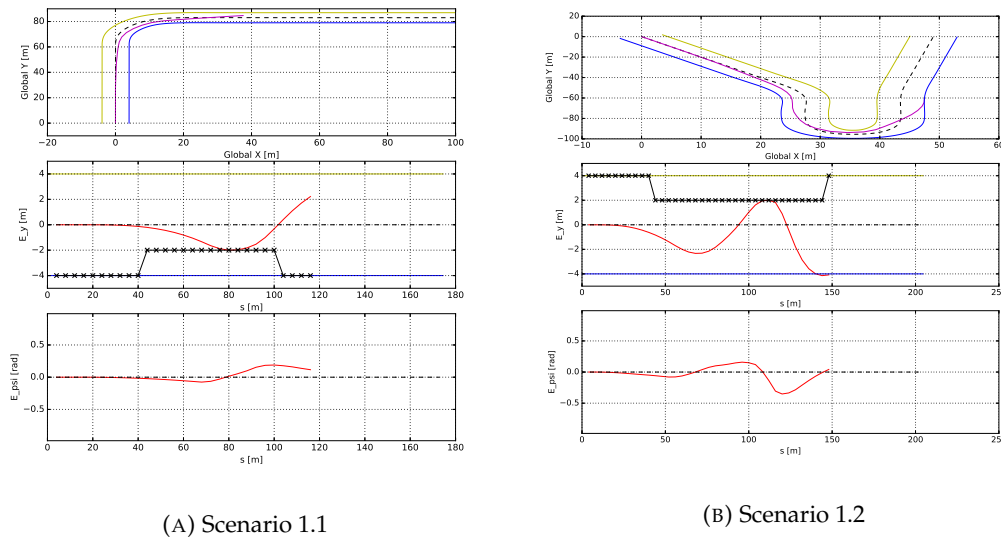 80
60
40
20
0
Global Y [m]
−20 0 20 40 60 80 100
Global X [m]
4
2
0
−2
−4
E_y [m]
0 20 40 60 80 100 120 140 160 180
s [m]
0.5
0.0
−0.5
E_psi [rad]
0 20 40 60 80 100 120 140 160 180
s [m]
(A) Scenario 1.1
20
0
−20
−40
−60
−80
−100
Global Y [m]
−10 0 10 20 30 40 50 60
Global X [m]
4
2
0
−2
−4
E_y [m]
0 50 100 150 200 25
s [m]
0.5
0.0
−0.5
E_psi [rad]
0 50 100 150 200 25
s [m]
(B) Scenario 1.2